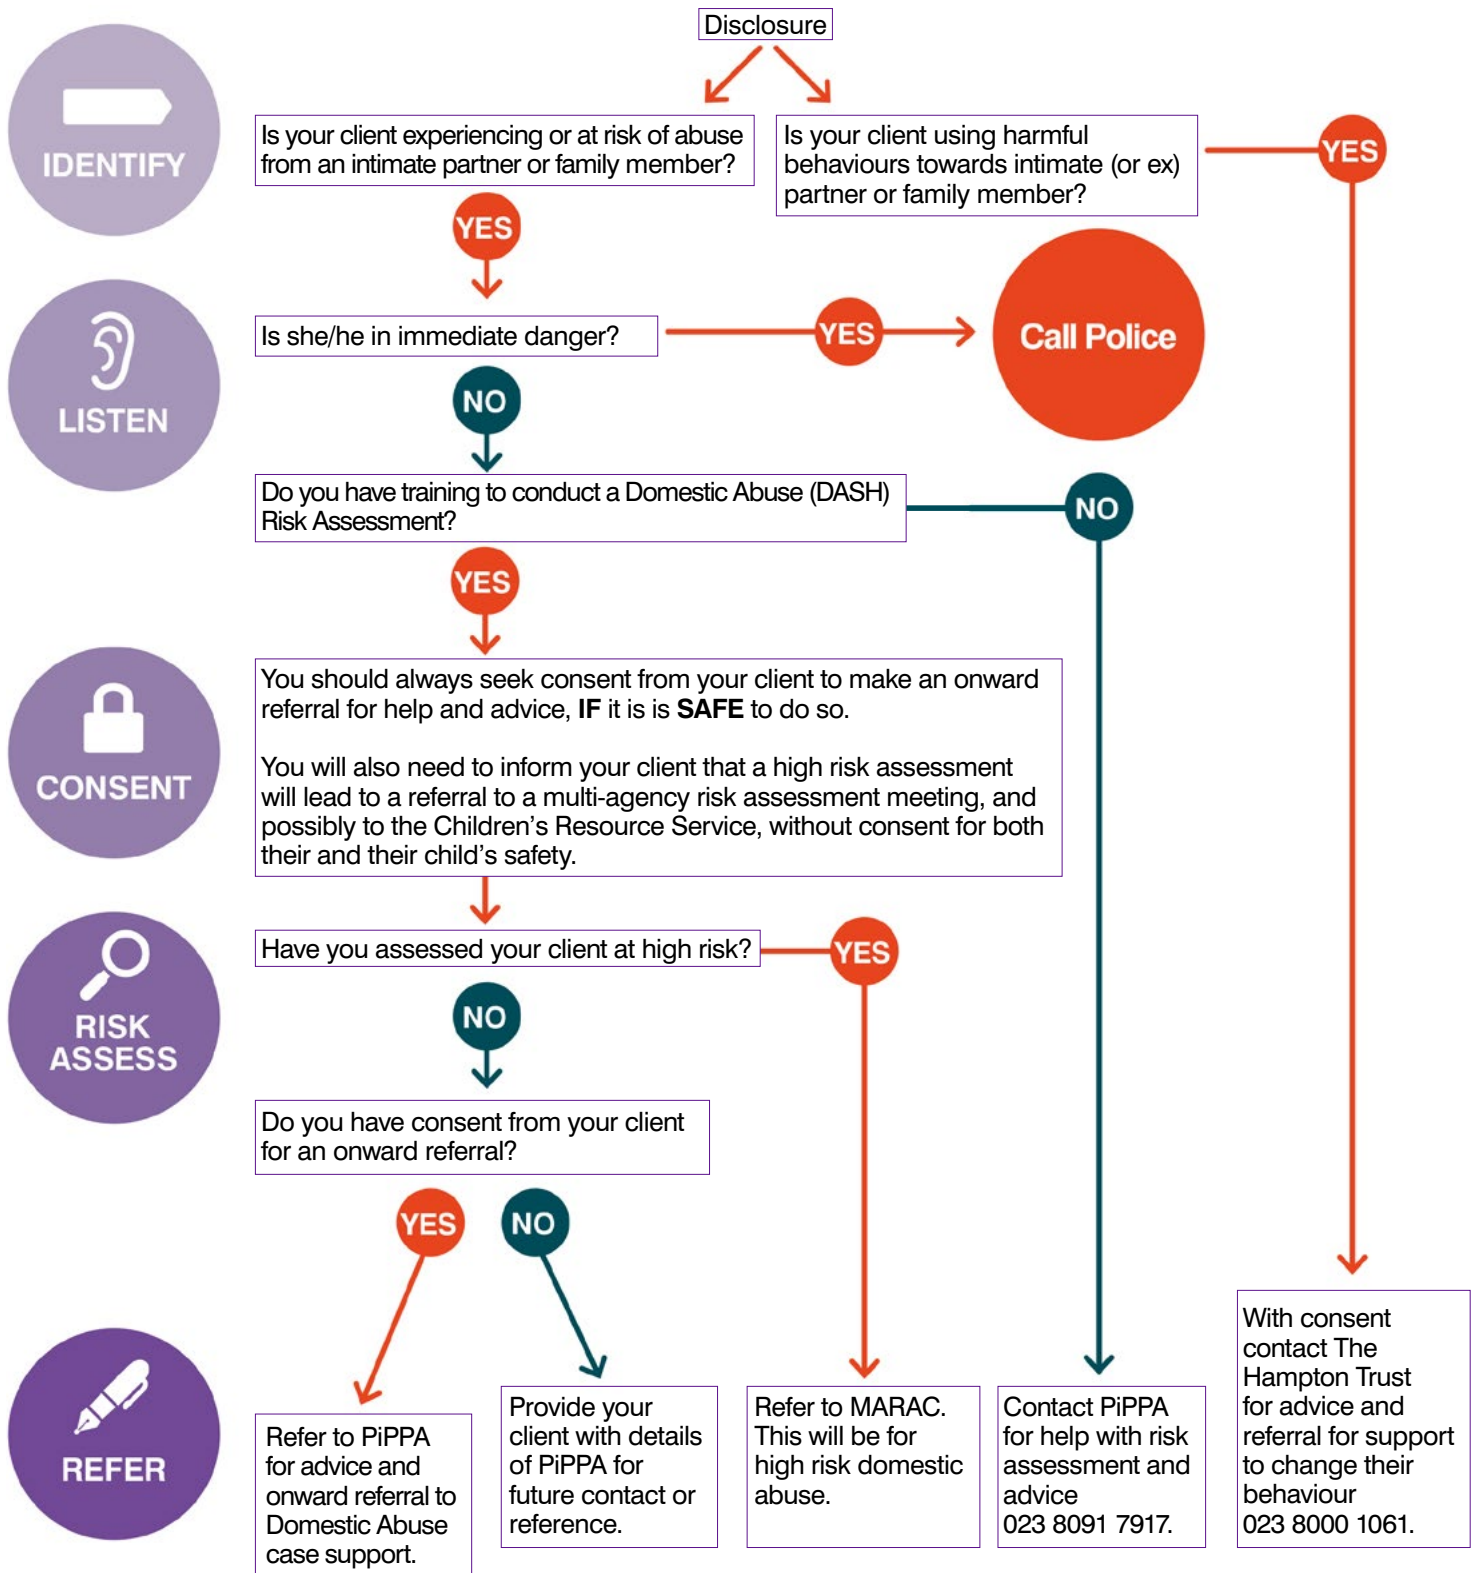 Disclosure
IDENTIFY
Is your client experiencing or at risk of abuse
from an intimate partner or family member?
Is your client using harmful
behaviours towards intimate (or ex)
partner or family member?
YES
YES
LISTEN
Is she/he in immediate danger?
YES
Call Police
NO
Do you have training to conduct a Domestic Abuse (DASH)
Risk Assessment?
NO
YES
CONSENT
You should always seek consent from your client to make an onward
referral for help and advice, IF it is is SAFE to do so.
You will also need to inform your client that a high risk assessment
will lead to a referral to a multi-agency risk assessment meeting, and
possibly to the Children's Resource Service, without consent for both
their and their child's safety.
RISK
ASSESS
Have you assessed your client at high risk?
YES
NO
Do you have consent from your client
for an onward referral?
YES
NO
REFER
Refer to PiPPA
for advice and
onward referral to
Domestic Abuse
case support.
Provide your
client with details
of PiPPA for
future contact or
reference.
Refer to MARAC.
This will be for
high risk domestic
abuse.
Contact PiPPA
for help with risk
assessment and
advice
023 8091 7917.
With consent
contact The
Hampton Trust
for advice and
referral for support
to change their
behaviour
023 8000 1061.